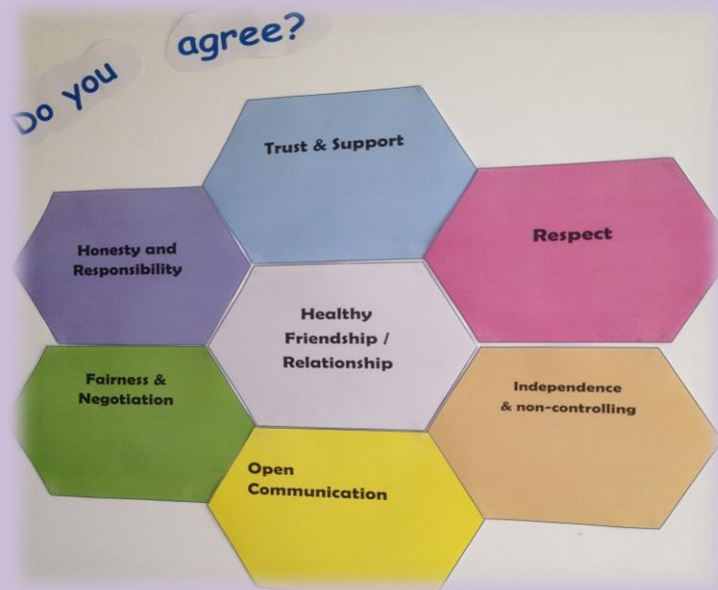 Do you agree?
Trust & Support
Honesty and
Responsibility
Respect
Healthy
Friendship /
Relationship
Fairness &
Negotiation
Independence
& non-controlling
Open
Communication